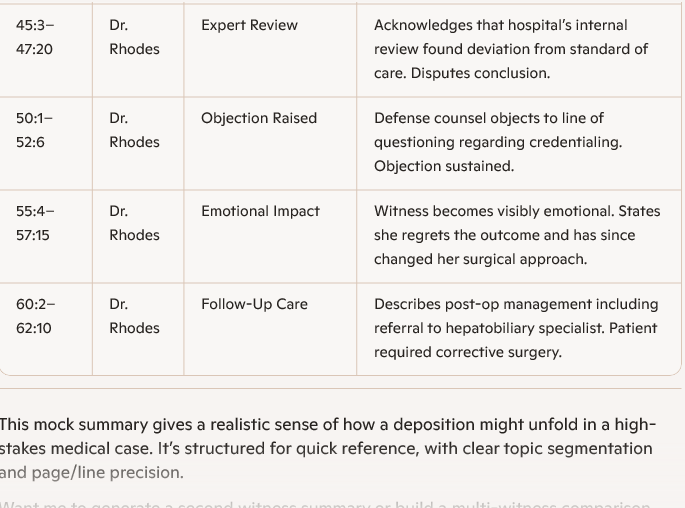 45:3–
47:20
Dr.
Rhodes
Expert Review
Acknowledges that hospital's internal
review found deviation from standard of
care. Disputes conclusion.
50:1–
52:6
Dr.
Rhodes
Objection Raised
Defense counsel objects to line of
questioning regarding credentialing.
Objection sustained.
55:4–
57:15
Dr.
Rhodes
Emotional Impact
Witness becomes visibly emotional. States
she regrets the outcome and has since
changed her surgical approach.
60:2–
62:10
Dr.
Rhodes
Follow-Up Care
Describes post-op management including
referral to hepatobiliary specialist. Patient
required corrective surgery.
This mock summary gives a realistic sense of how a deposition might unfold in a high-
stakes medical case. It's structured for quick reference, with clear topic segmentation
and page/line precision.
Want me to generate a second witness summary or build a multi-witness comparison